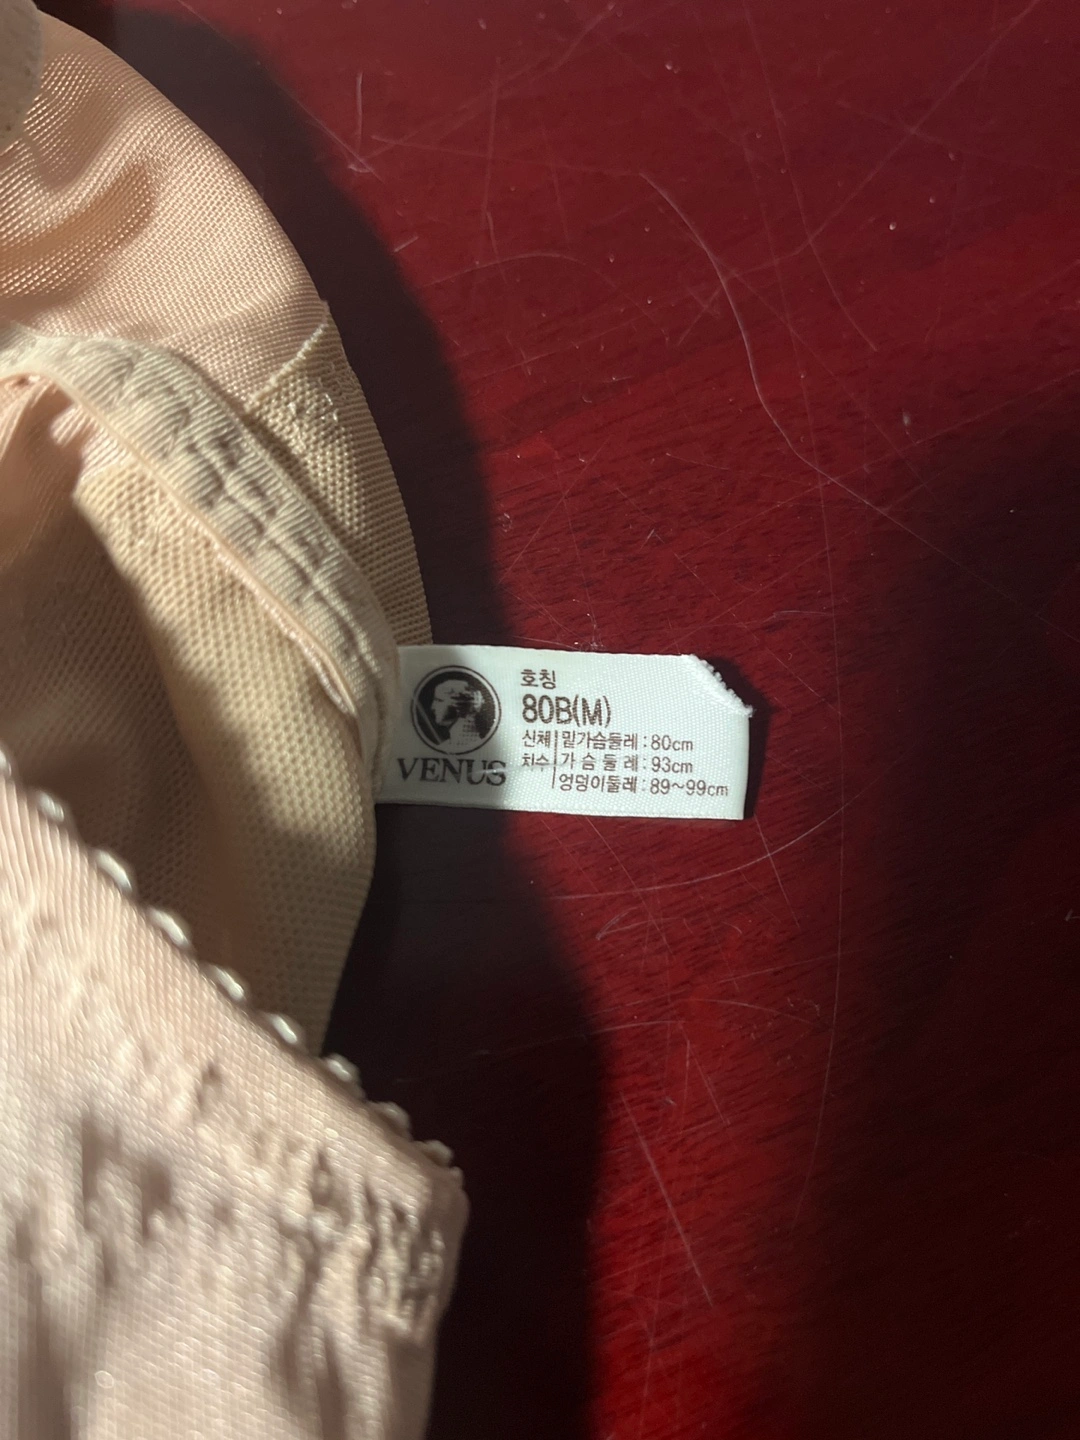 VENUS
호칭
80B(M)
신체치수
밑가슴둘레 : 80cm
가 슴 둘 레 : 93cm
엉덩이둘레 : 89~99cm